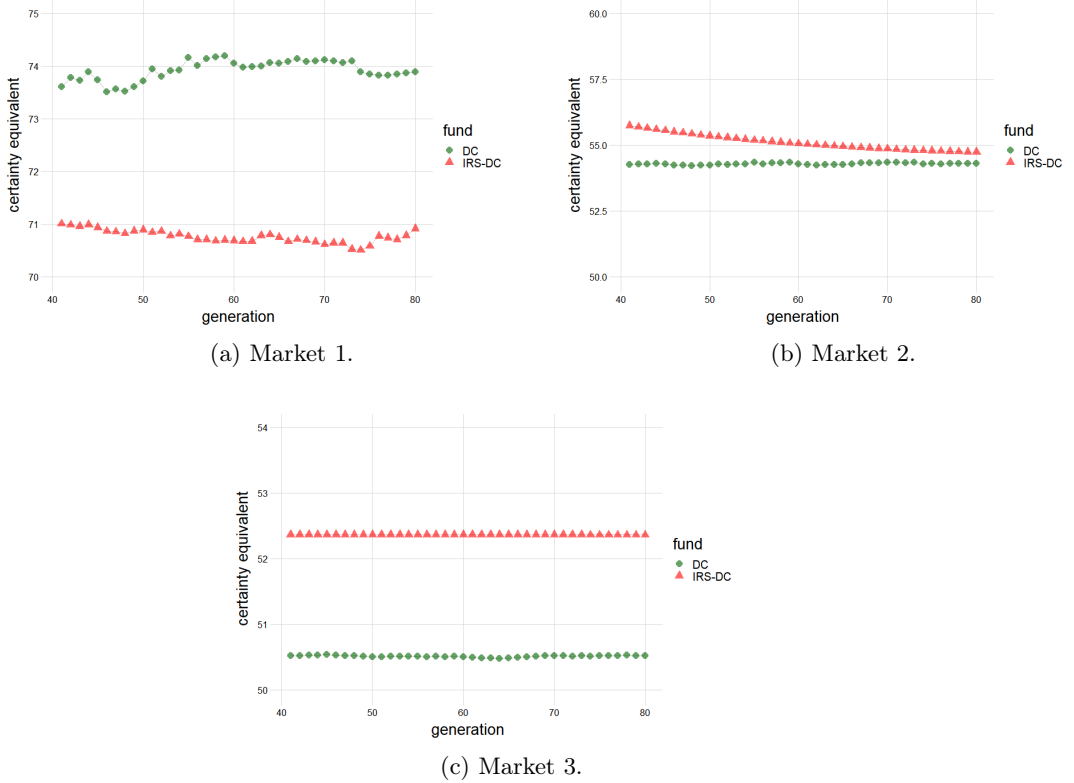 75
74
73
72
71
70
certainty equivalent
40 50 60 70 80
generation
fund
DC
IRS-DC
(a) Market 1.
60.0
57.5
55.0
52.5
50.0
certainty equivalent
40 50 60 70 80
generation
fund
DC
IRS-DC
(b) Market 2.
54
53
52
51
50
certainty equivalent
40 50 60 70 80
generation
fund
DC
IRS-DC
(c) Market 3.